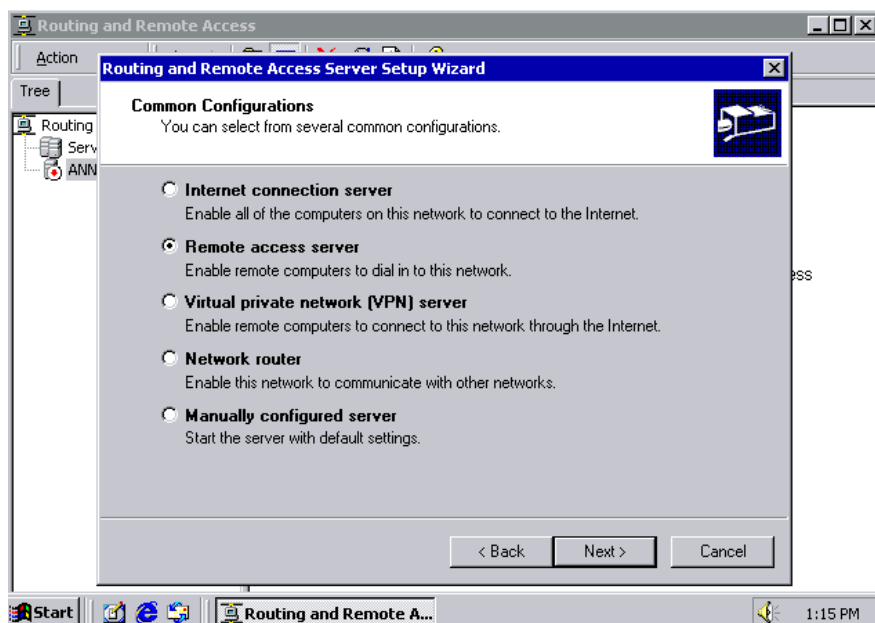 Routing and Remote Access
Action
Tree
Routing
Serv
ANN
ess
Routing and Remote Access Server Setup Wizard
Common Configurations
You can select from several common configurations.
Internet connection server
Enable all of the computers on this network to connect to the Internet.
Remote access server
Enable remote computers to dial in to this network.
Virtual private network (VPN) server
Enable remote computers to connect to this network through the Internet.
Network router
Enable this network to communicate with other networks.
Manually configured server
Start the server with default settings.
< Back
Next >
Cancel
Start
Routing and Remote A...
1:15 PM